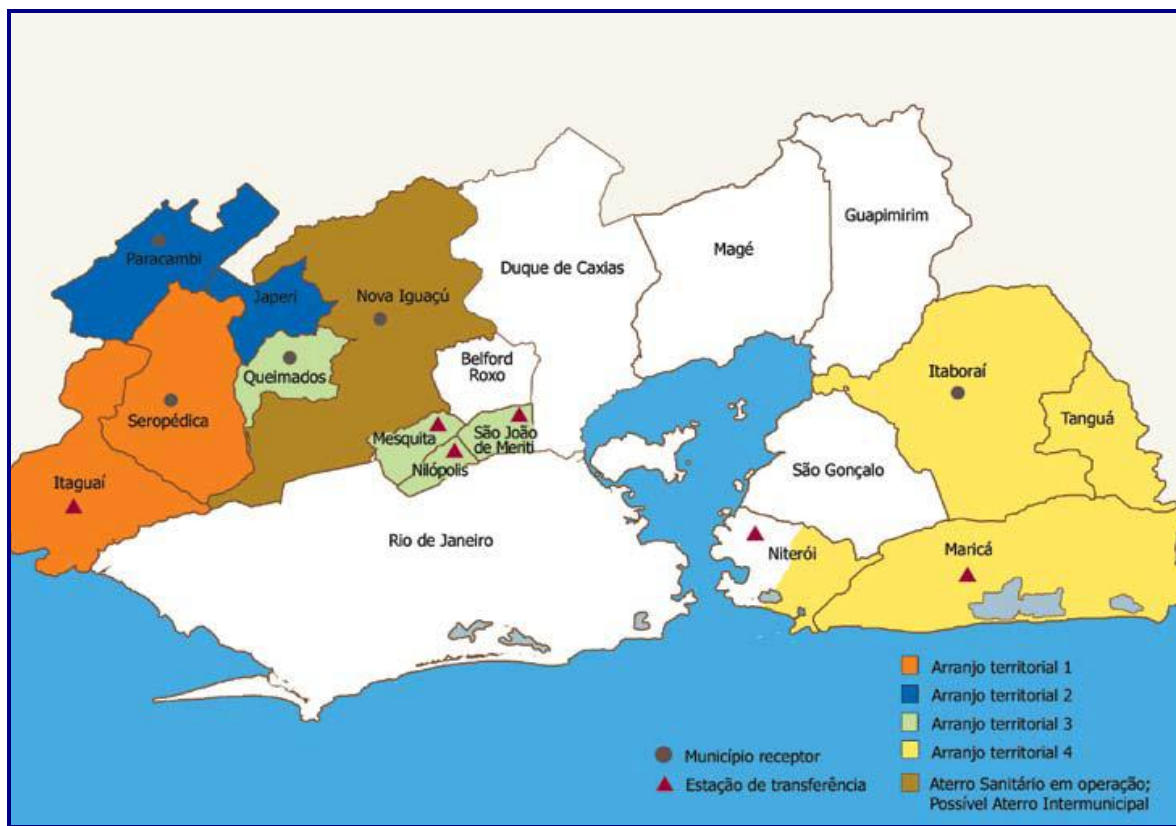 Guapimirim
Magé
Paracambi
Duque de Caxias
Japeri
Nova Iguaçú
Belford
Roxo
Queimados
Itaboraí
Seropédica
Tanguá
Mesquita
São João
de Meriti
Nilópolis
São Gonçalo
Itaguaí
Rio de Janeiro
Niterói
Maricá
Arranjo territorial 1
Arranjo territorial 2
Arranjo territorial 3
Arranjo territorial 4
Aterro Sanitário em operação;
Possível Aterro Intermunicipal
Município receptor
Estação de transferência